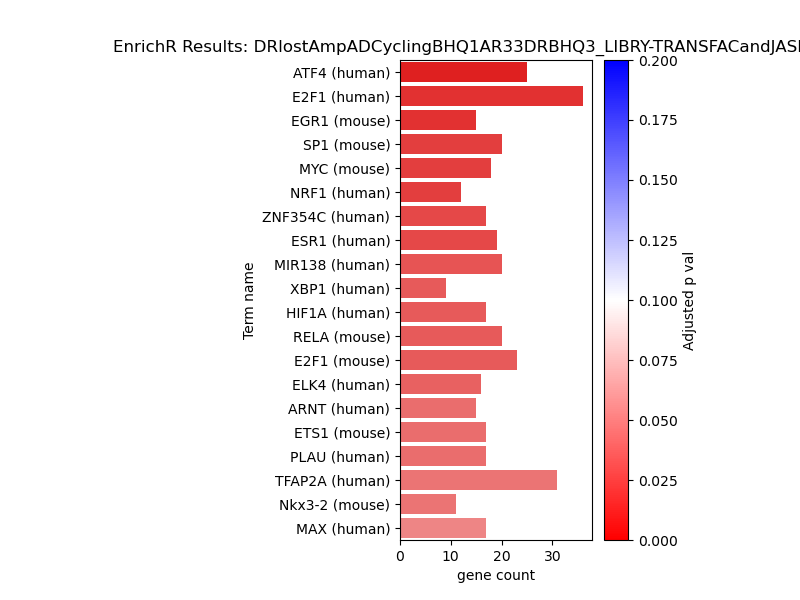 EnrichR Results: DRlostAmpADCyclingBHQ1AR33DRBHQ3_LIBRY-TRANSFACandJAS
Term name
ATF4 (human)
E2F1 (human)
EGR1 (mouse)
SP1 (mouse)
MYC (mouse)
NRF1 (human)
ZNF354C (human)
ESR1 (human)
MIR138 (human)
XBP1 (human)
HIF1A (human)
RELA (mouse)
E2F1 (mouse)
ELK4 (human)
ARNT (human)
ETS1 (mouse)
PLAU (human)
TFAP2A (human)
Nkx3-2 (mouse)
MAX (human)
0 10 20 30
gene count
0.200
0.175
0.150
0.125
0.100
0.075
0.050
0.025
0.000
Adjusted p val